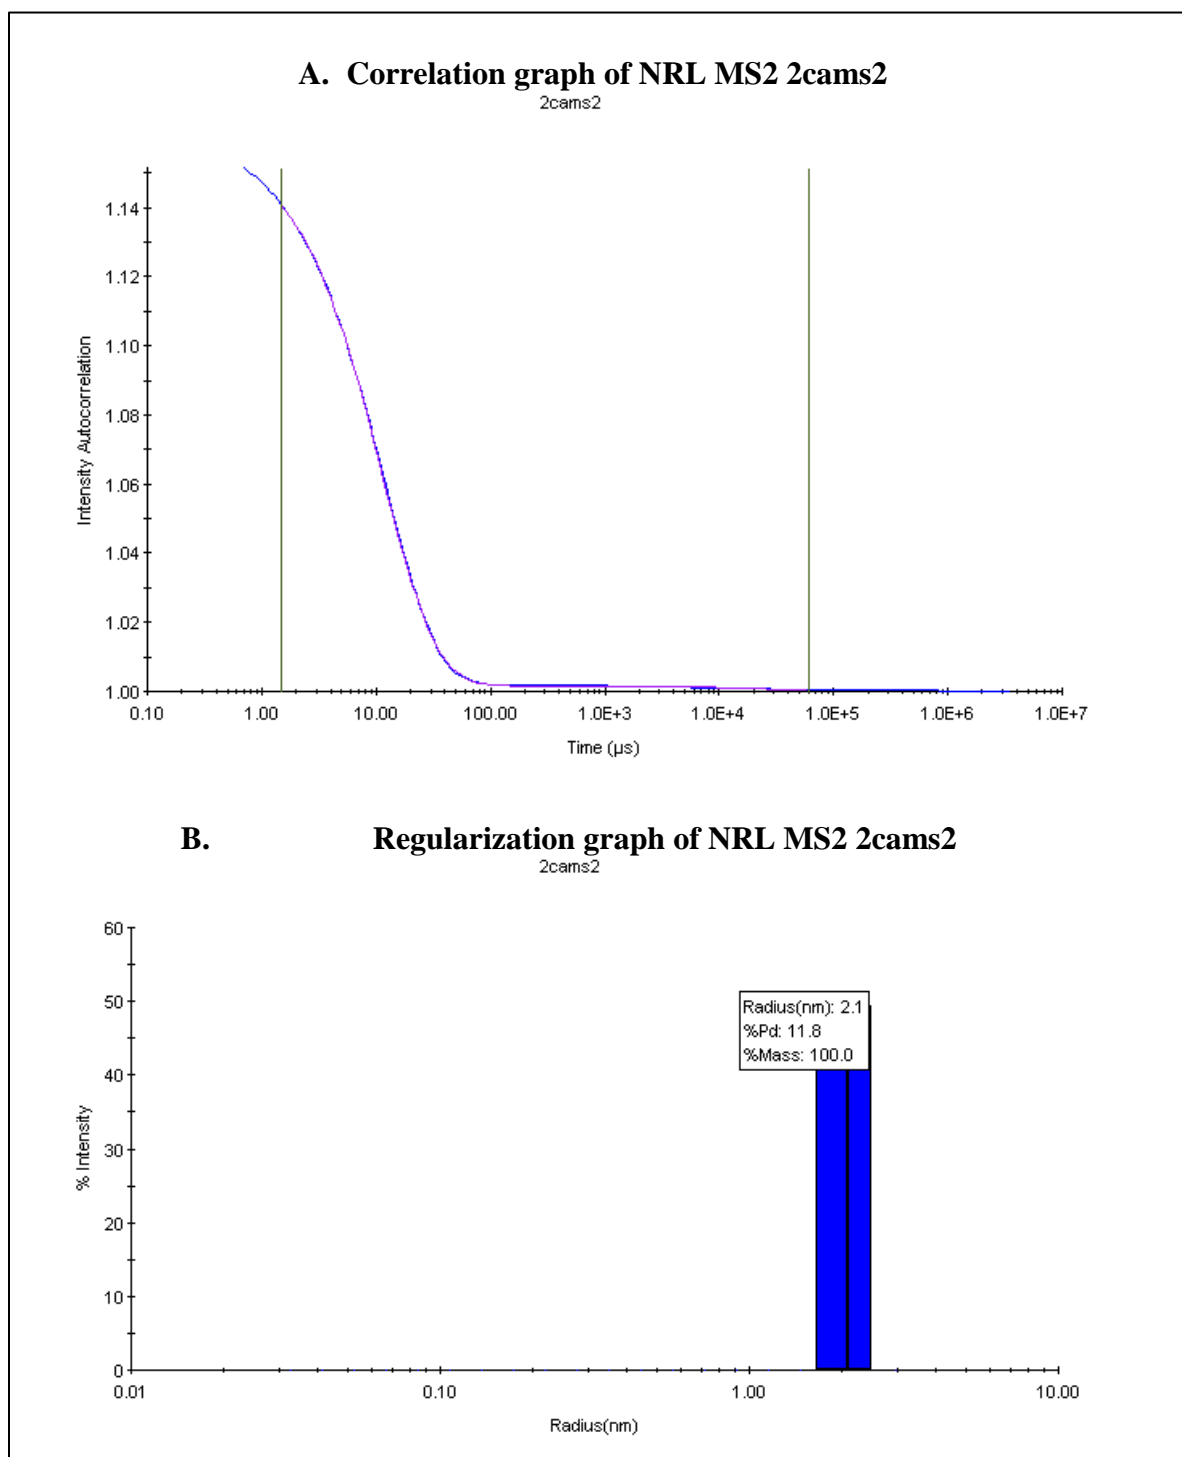 A. Correlation graph of NRL MS2 2cams2
2cams2
1.14
1.12
1.10
1.08
1.06
1.04
1.02
1.00
Intensity Autocorrelation
0.10 1.00 10.00 100.00 1.0E+3 1.0E+4 1.0E+5 1.0E+6 1.0E+7
Time (µs)
B. Regularization graph of NRL MS2 2cams2
2cams2
60
50
40
30
20
10
0
% Intensity
Radius(nm): 2.1
%Pd: 11.8
%Mass: 100.0
0.01 0.10 1.00 10.00
Radius(nm)